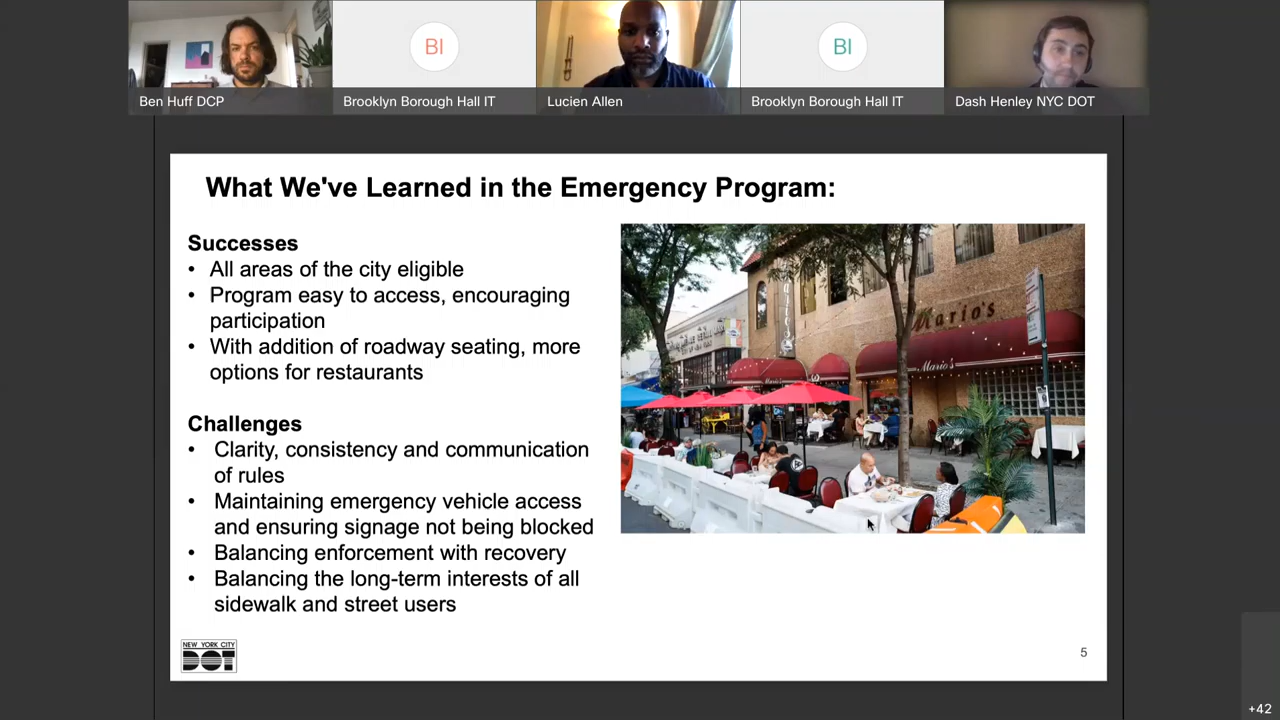 BI
BI
Ben Huff DCP
Brooklyn Borough Hall IT
Lucien Allen
Brooklyn Borough Hall IT
Dash Henley NYC DOT
What We've Learned in the Emergency Program:
Successes
• All areas of the city eligible
• Program easy to access, encouraging
participation
• With addition of roadway seating, more
options for restaurants
Challenges
• Clarity, consistency and communication
of rules
• Maintaining emergency vehicle access
and ensuring signage not being blocked
• Balancing enforcement with recovery
• Balancing the long-term interests of all
sidewalk and street users
Mario's
Mario's
Mario's
NEW YORK CITY
DOT
5
+42